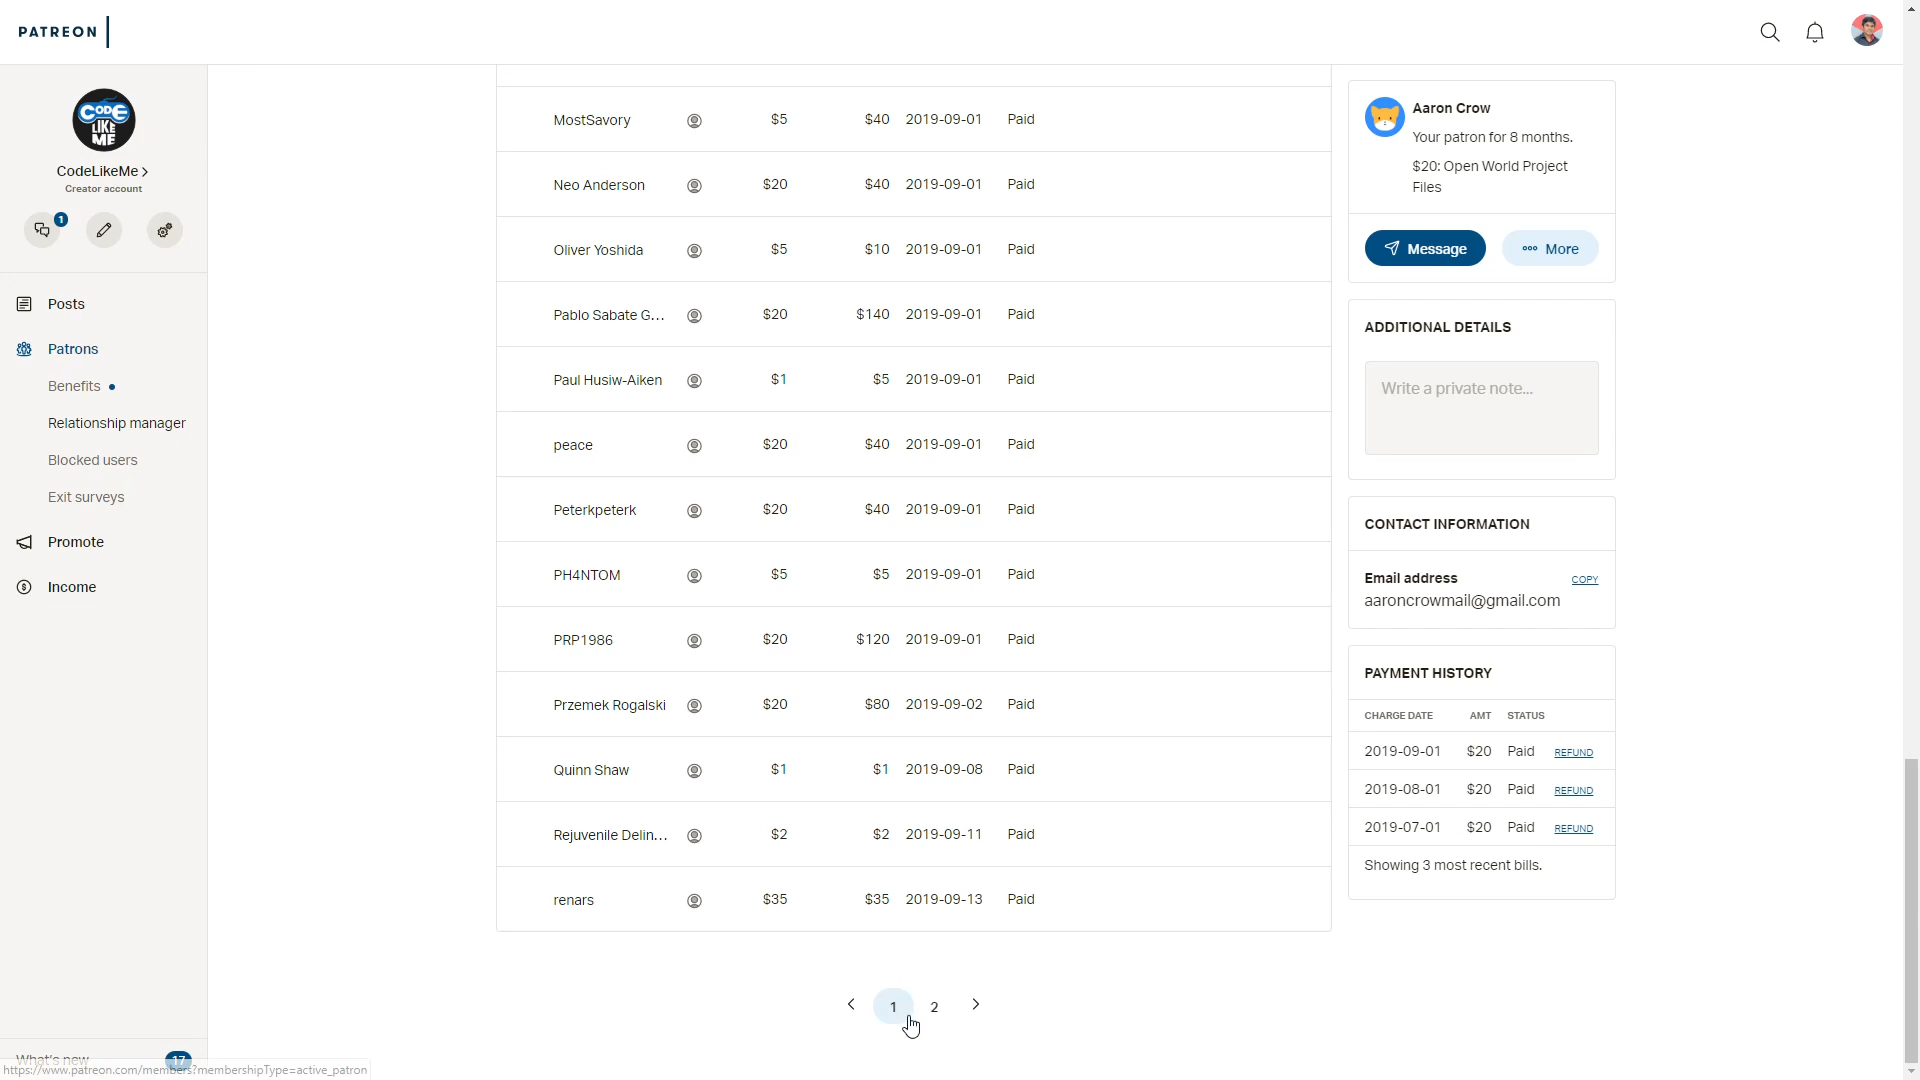 PATREON
CODE
LIKE
ME
CodeLikeMe
Creator account
1
Posts
Patrons
Benefits
Relationship manager
Blocked users
Exit surveys
Promote
Income
What's new
17
https://www.patreon.com/members?membershipType=active_patron
MostSavory $5 $40 2019-09-01 Paid
Neo Anderson $20 $40 2019-09-01 Paid
Oliver Yoshida $5 $10 2019-09-01 Paid
Pablo Sabate G... $20 $140 2019-09-01 Paid
Paul Husiw-Aiken $1 $5 2019-09-01 Paid
peace $20 $40 2019-09-01 Paid
Peterkpeterk $20 $40 2019-09-01 Paid
PH4NTOM $5 $5 2019-09-01 Paid
PRP1986 $20 $120 2019-09-01 Paid
Przemek Rogalski $20 $80 2019-09-02 Paid
Quinn Shaw $1 $1 2019-09-08 Paid
Rejuvenile Delin... $2 $2 2019-09-11 Paid
renars $35 $35 2019-09-13 Paid
1 2
Aaron Crow
Your patron for 8 months.
$20: Open World Project
Files
Message
More
ADDITIONAL DETAILS
Write a private note...
CONTACT INFORMATION
Email address COPY
aaroncrowmail@gmail.com
PAYMENT HISTORY
CHARGE DATE AMT STATUS
2019-09-01 $20 Paid REFUND
2019-08-01 $20 Paid REFUND
2019-07-01 $20 Paid REFUND
Showing 3 most recent bills.